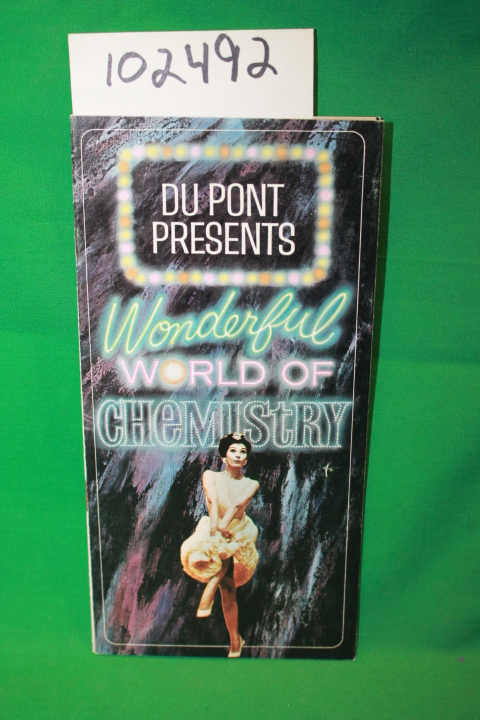 102492
DU PONT
PRESENTS
Wonderful
WORLD OF
CHEMIStRY